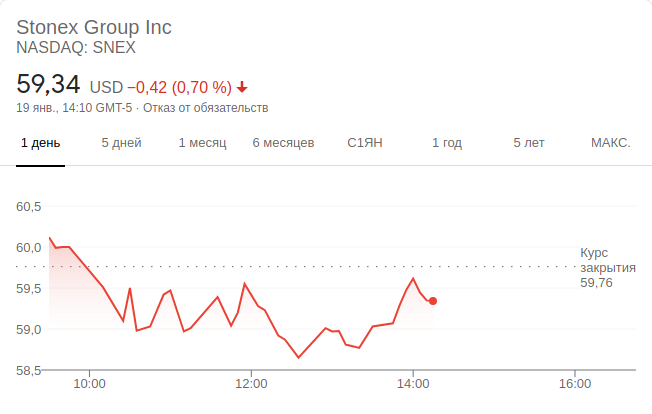 Stonex Group Inc
NASDAQ: SNEX
59,34 USD −0,42 (0,70 %)
19 янв., 14:10 GMT-5 · Отказ от обязательств
1 день 5 дней 1 месяц 6 месяцев С1ЯН 1 год 5 лет МАКС.
60,5
60,0
59,5
59,0
58,5
Курс
закрытия
59,76
10:00 12:00 14:00 16:00